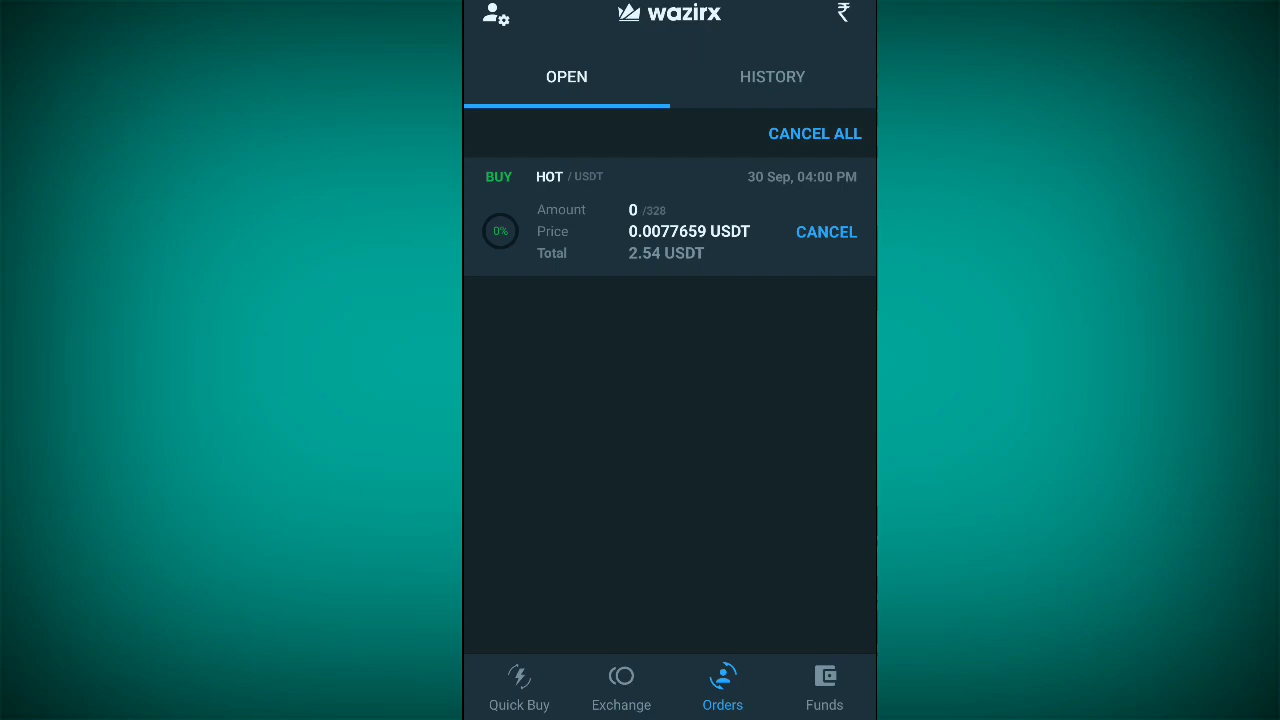 wazirx ₹
OPEN HISTORY
CANCEL ALL
BUY HOT / USDT 30 Sep, 04:00 PM
Amount 0 /328
0% Price 0.0077659 USDT CANCEL
Total 2.54 USDT
Quick Buy Exchange Orders Funds